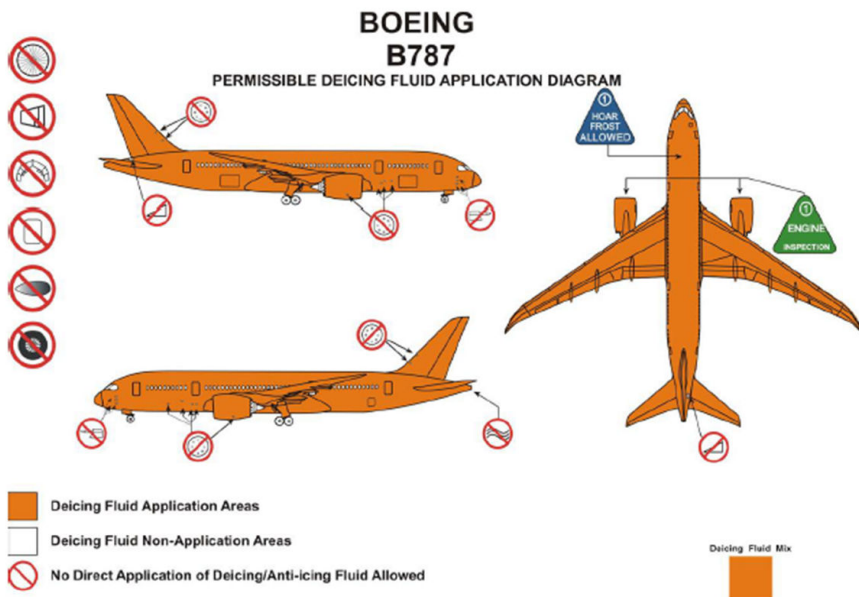 BOEING
B787
PERMISSIBLE DEICING FLUID APPLICATION DIAGRAM
1
HOAR
FROST
ALLOWED
1
ENGINE
INSPECTION
Deicing Fluid Application Areas
Deicing Fluid Non-Application Areas
No Direct Application of Deicing/Anti-icing Fluid Allowed
Deicing Fluid Mix